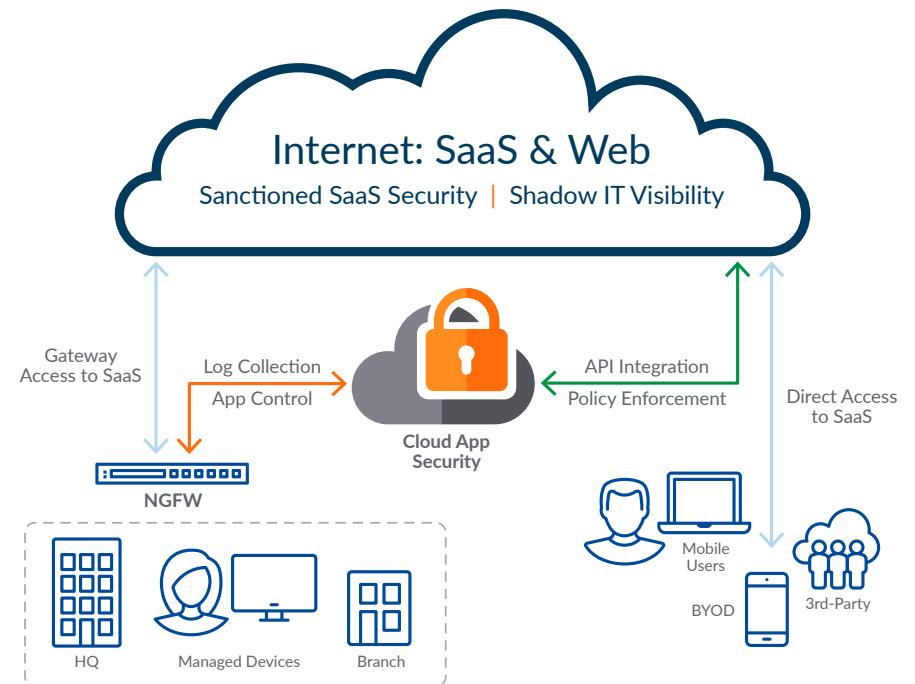 Internet: SaaS & Web
Sanctioned SaaS Security | Shadow IT Visibility
Gateway
Access to SaaS
Log Collection
App Control
Cloud App
Security
API Integration
Policy Enforcement
Direct Access
to SaaS
NGFW
HQ
Managed Devices
Branch
Mobile
Users
BYOD
3rd-Party